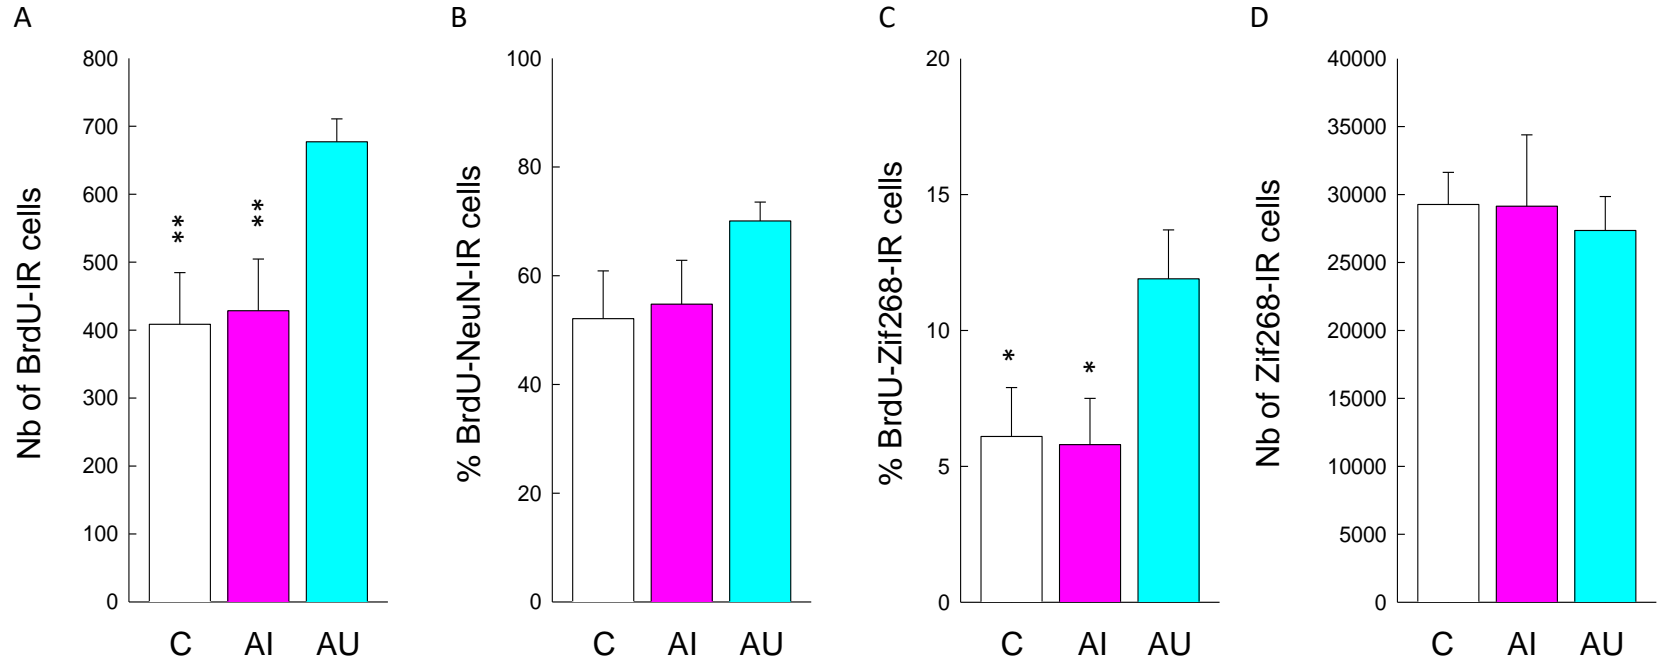 A
B
C
D
Nb of BrdU-IR cells
800
700
600
500
400
300
200
100
0
**
**
C AI AU
% BrdU-NeuN-IR cells
100
80
60
40
20
0
C AI AU
% BrdU-Zif268-IR cells
20
15
10
5
0
*
*
C AI AU
Nb of Zif268-IR cells
40000
35000
30000
25000
20000
15000
10000
5000
0
C AI AU